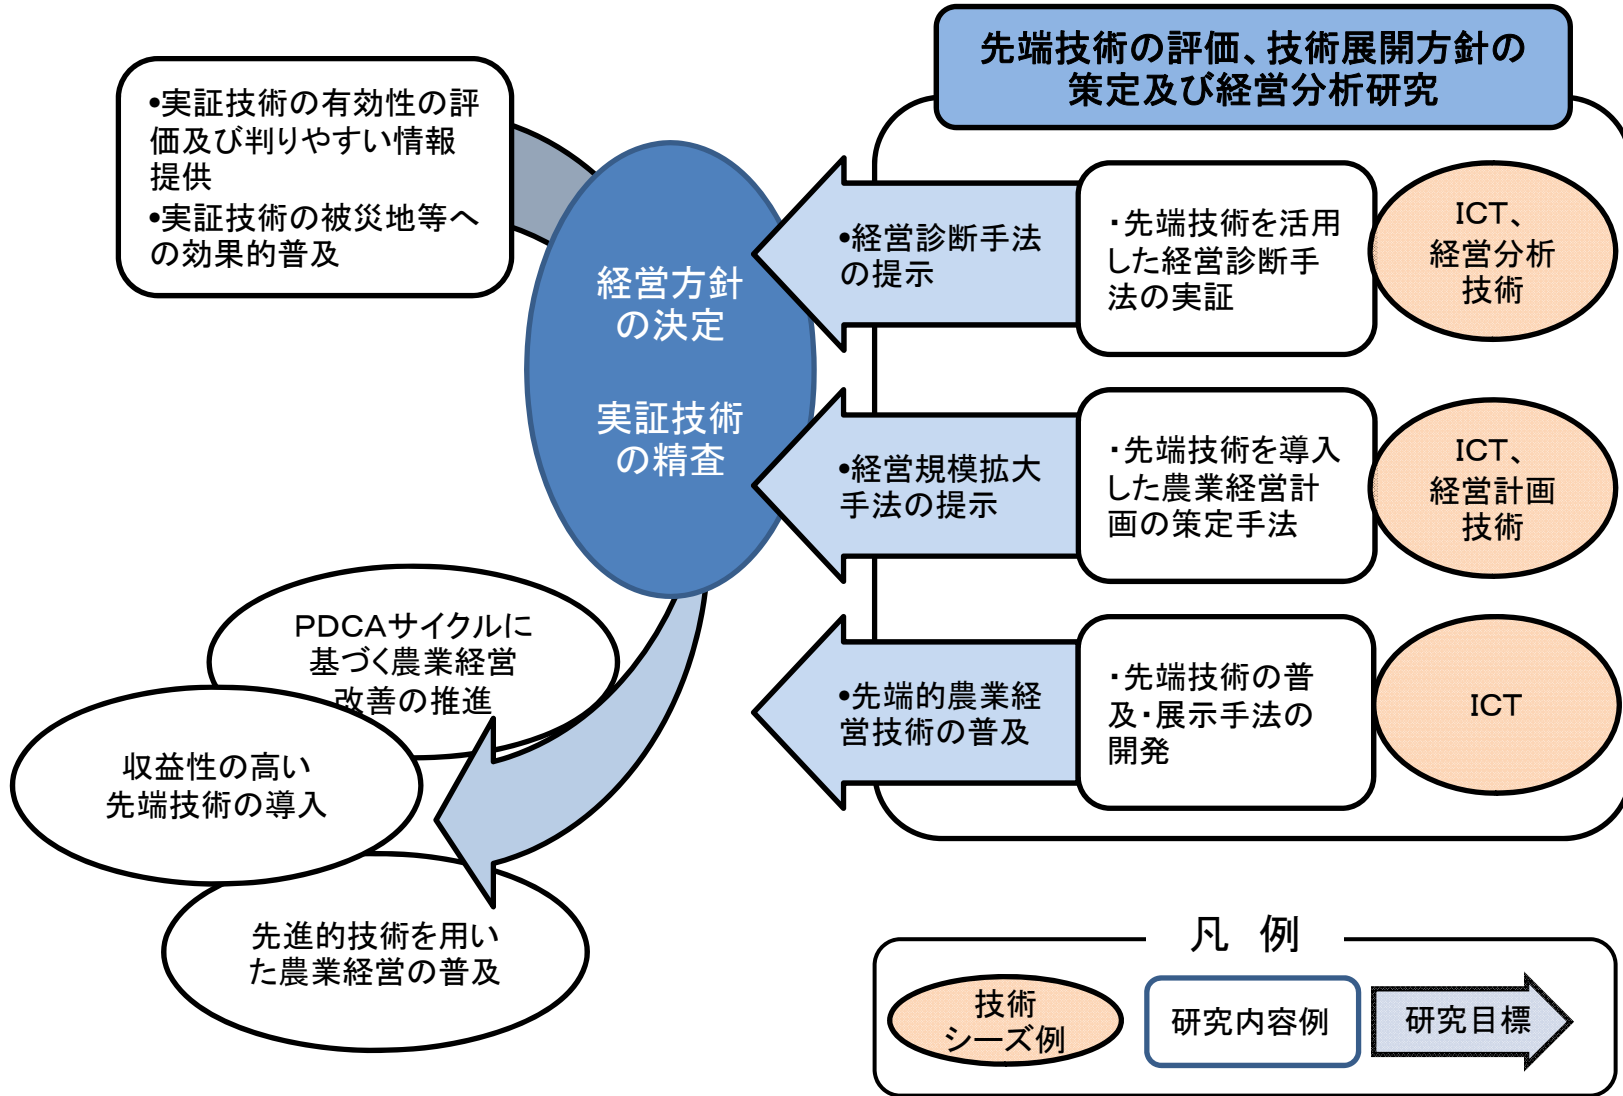 先端技術の評価、技術展開方針の
策定及び経営分析研究
•実証技術の有効性の評
価及び判りやすい情報
提供
•実証技術の被災地等へ
の効果的普及
経営方針
の決定
実証技術
の精査
•経営診断手法
の提示
・先端技術を活用
した経営診断手
法の実証
ICT、
経営分析
技術
•経営規模拡大
手法の提示
・先端技術を導入
した農業経営計
画の策定手法
ICT、
経営計画
技術
•先端的農業経
営技術の普及
・先端技術の普
及・展示手法の
開発
ICT
PDCAサイクルに
基づく農業経営
改善の推進
収益性の高い
先端技術の導入
先進的技術を用い
た農業経営の普及
凡 例
技術
シーズ例
研究内容例
研究目標